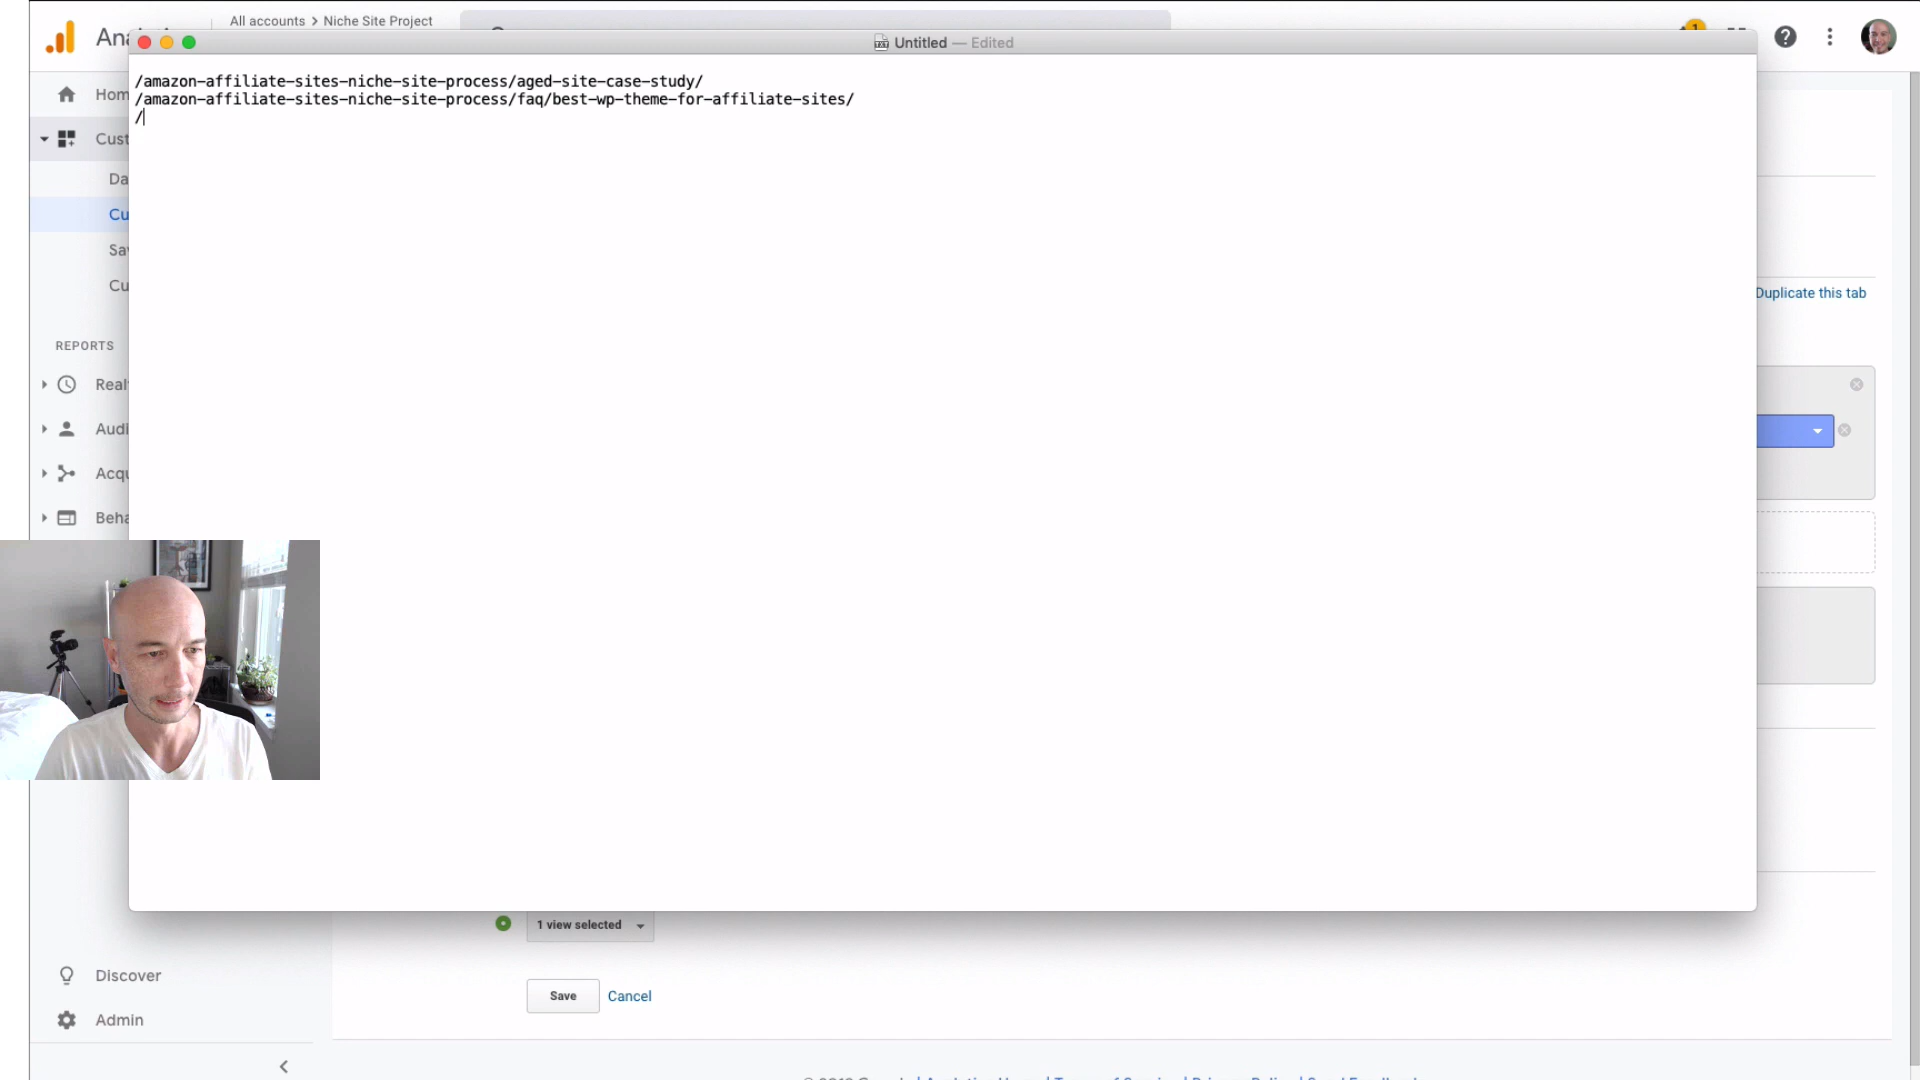 All accounts > Niche Site Project
1
Untitled — Edited
/amazon-affiliate-sites-niche-site-process/aged-site-case-study/
/amazon-affiliate-sites-niche-site-process/faq/best-wp-theme-for-affiliate-sites/
/
Duplicate this tab
REPORTS
1 view selected
Save
Cancel
Discover
Admin